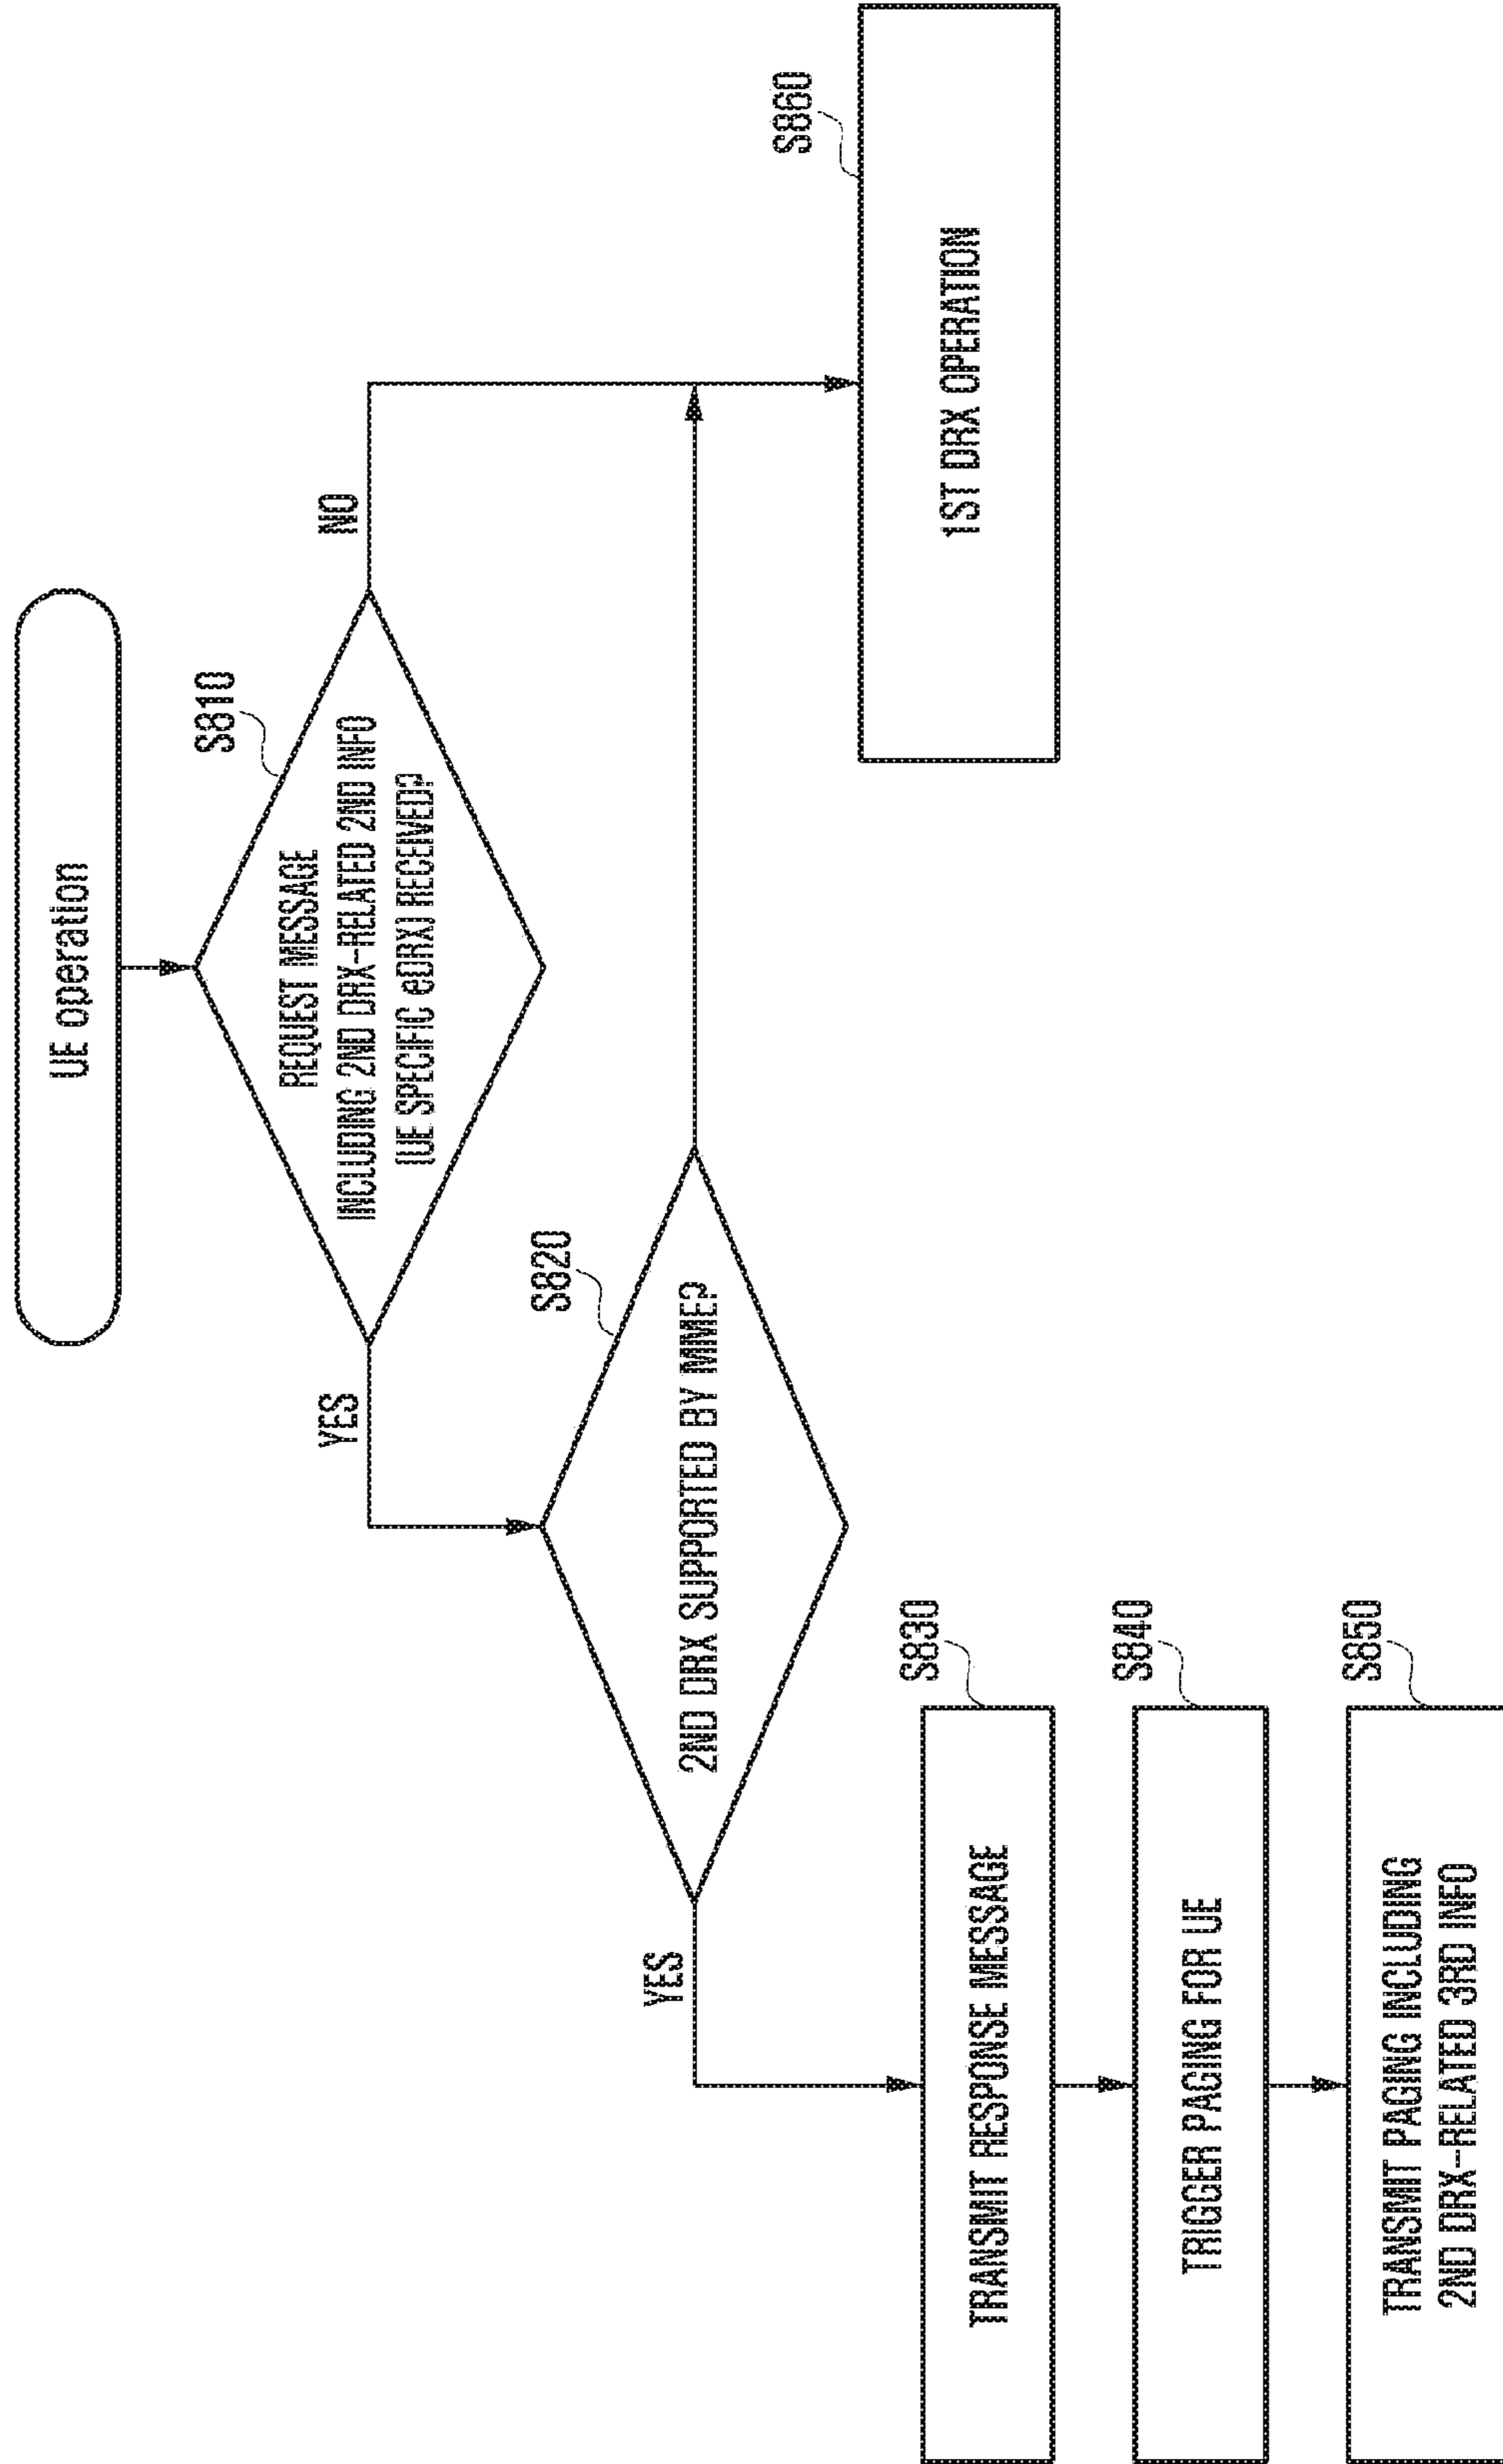 UE operation
S810
REQUEST MESSAGE
INCLUDING 2ND DRX-RELATED 2ND INFO
(UE SPECIFIC eDRX) RECEIVED?
YES
NO
S820
2ND DRX SUPPORTED BY MME?
YES
S830
TRANSMIT RESPONSE MESSAGE
S840
TRIGGER PAGING FOR UE
S850
TRANSMIT PAGING INCLUDING
2ND DRX-RELATED 3RD INFO
S860
1ST DRX OPERATION